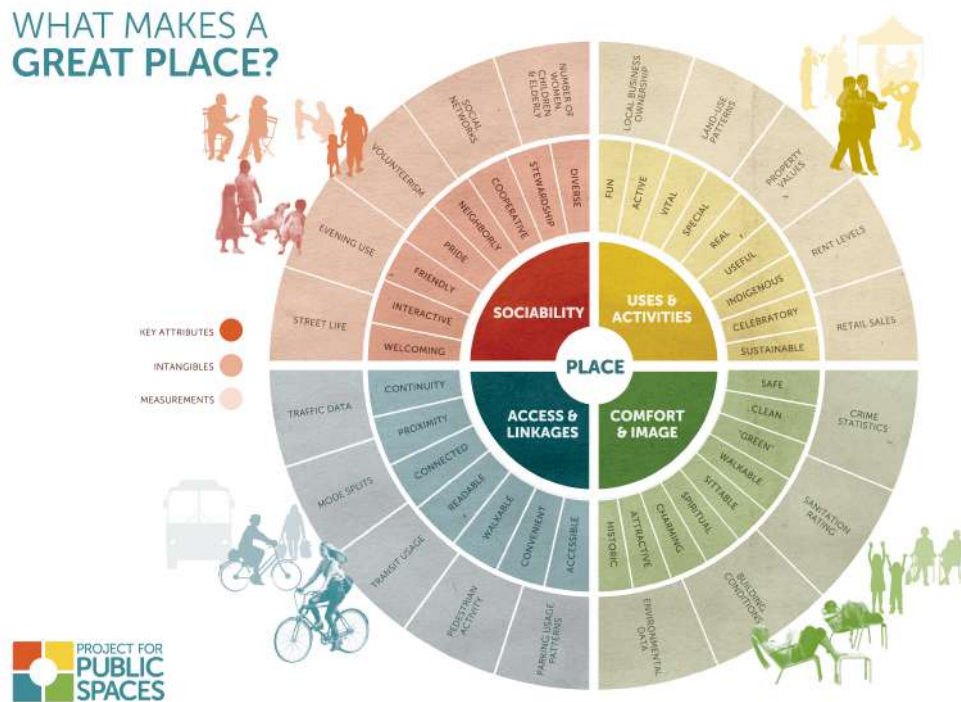 WHAT MAKES A
GREAT PLACE?
KEY ATTRIBUTES
INTANGIBLES
MEASUREMENTS
PLACE
SOCIABILITY
USES &
ACTIVITIES
ACCESS &
LINKAGES
COMFORT
& IMAGE
WELCOMING
INTERACTIVE
FRIENDLY
PRIDE
NEIGHBORLY
COOPERATIVE
STEWARDSHIP
DIVERSE
STREET LIFE
EVENING USE
VOLUNTEERISM
SOCIAL
NETWORKS
NUMBER OF
WOMEN,
CHILDREN
& ELDERLY
FUN
ACTIVE
VITAL
SPECIAL
REAL
USEFUL
INDIGENOUS
CELEBRATORY
SUSTAINABLE
LOCAL BUSINESS
OWNERSHIP
LAND-USE
PATTERNS
PROPERTY
VALUES
RENT LEVELS
RETAIL SALES
SAFE
CLEAN
"GREEN"
WALKABLE
SITTABLE
SPIRITUAL
CHARMING
ATTRACTIVE
HISTORIC
CRIME
STATISTICS
SANITATION
RATING
BUILDING
CONDITIONS
ENVIRONMENTAL
DATA
CONTINUITY
PROXIMITY
CONNECTED
READABLE
WALKABLE
CONVENIENT
ACCESSIBLE
TRAFFIC DATA
MODE SPLITS
TRANSIT USAGE
PEDESTRIAN
ACTIVITY
PARKING USAGE
PATTERNS
PROJECT FOR
PUBLIC
SPACES